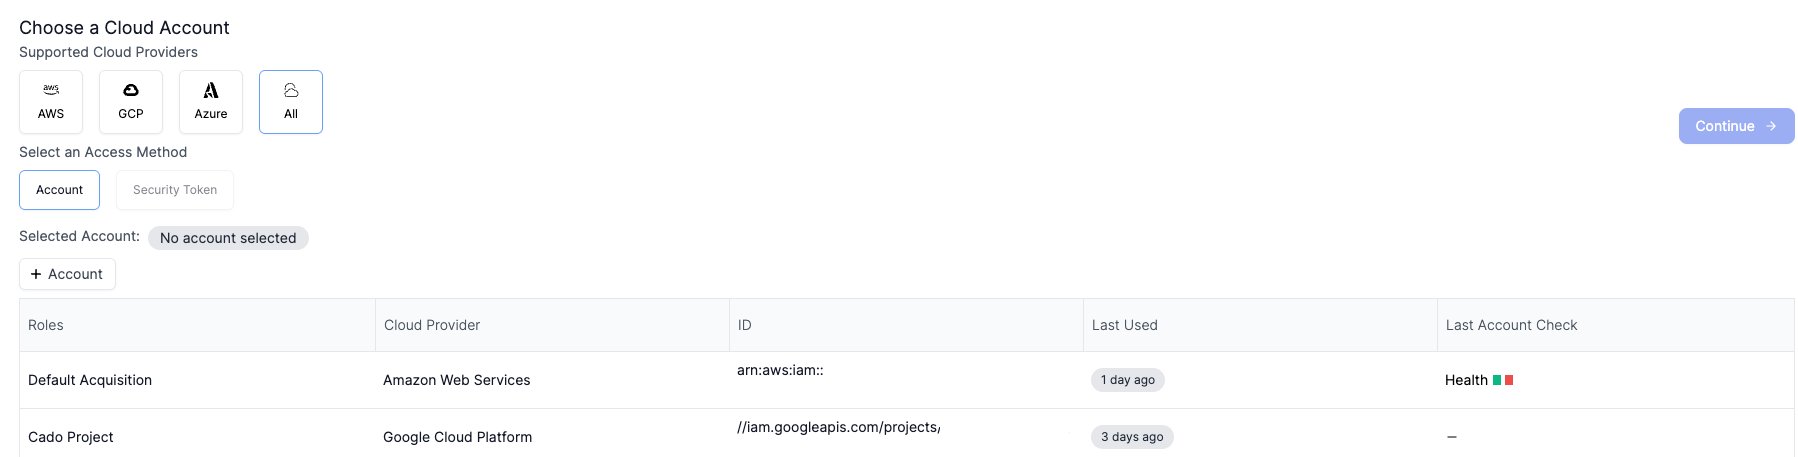 Choose a Cloud Account
Supported Cloud Providers
aws
AWS
GCP
Azure
All
Continue
Select an Access Method
Account
Security Token
Selected Account: No account selected
+ Account
Roles Cloud Provider ID Last Used Last Account Check
Default Acquisition Amazon Web Services arn:aws:iam:: 1 day ago Health
Cado Project Google Cloud Platform //iam.googleapis.com/projects/ 3 days ago –